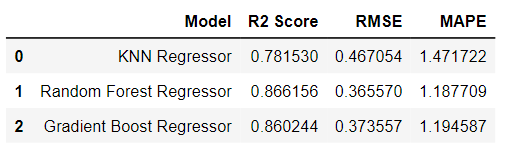 Model R2 Score RMSE MAPE
0 KNN Regressor 0.781530 0.467054 1.471722
1 Random Forest Regressor 0.866156 0.365570 1.187709
2 Gradient Boost Regressor 0.860244 0.373557 1.194587